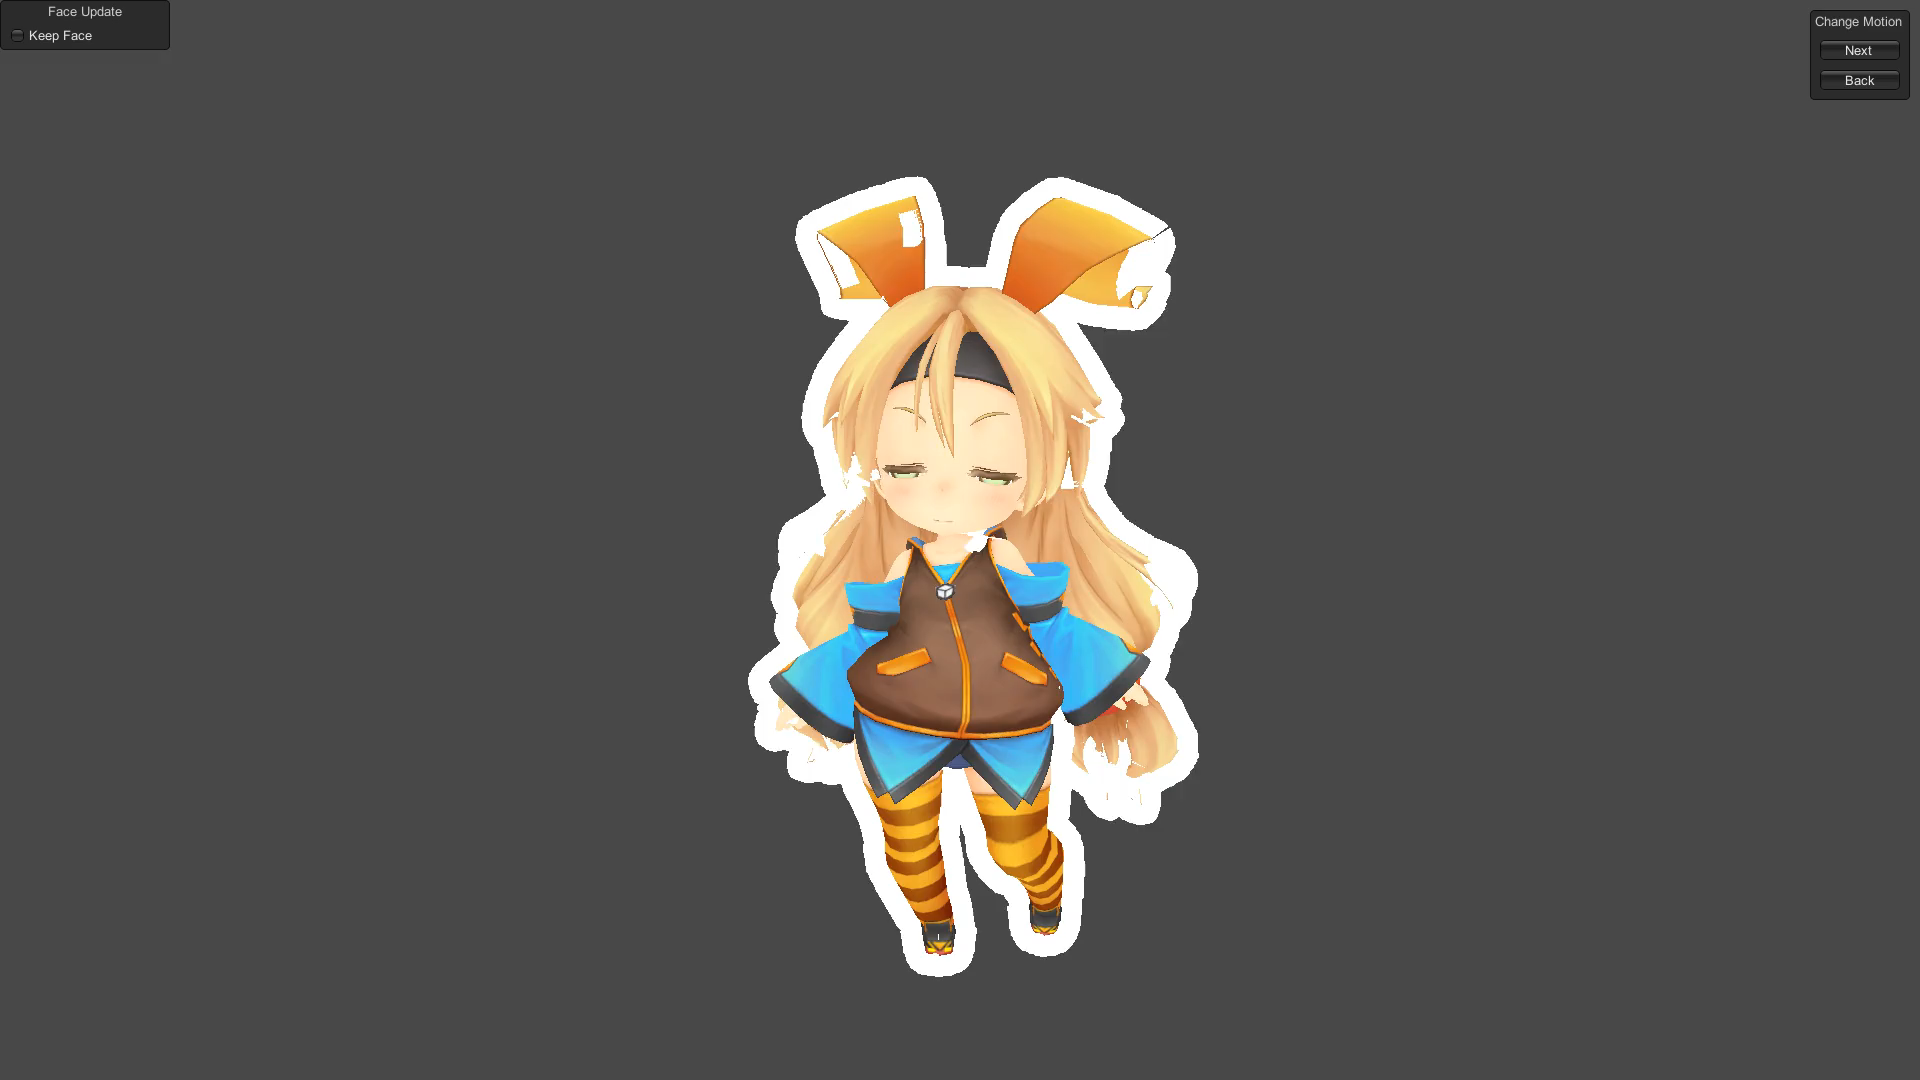 Face Update
Keep Face
Change Motion
Next
Back